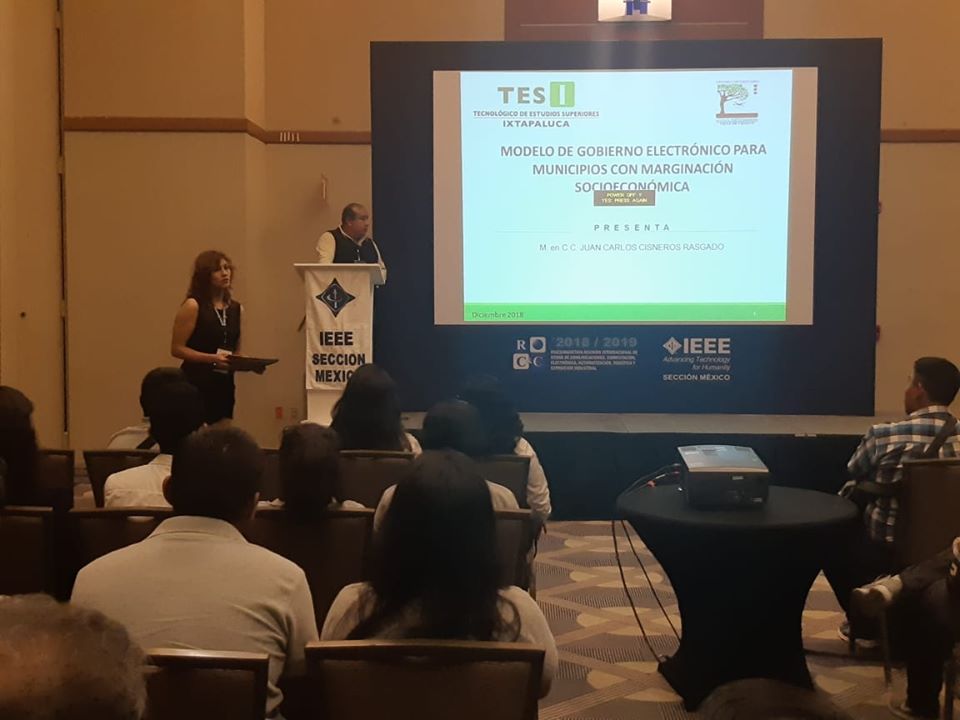 TESI
TECNOLÓGICO DE ESTUDIOS SUPERIORES
IXTAPALUCA
MODELO DE GOBIERNO ELECTRÓNICO PARA
MUNICIPIOS CON MARGINACIÓN
SOCIOECONÓMICA
POWER OFF ?
YES: PRESS AGAIN
PRESENTA
M. en C.C. JUAN CARLOS CISNEROS RASGADO
Diciembre 2018
IEEE
SECCION
MEXICO
ROC&C
2018 / 2019
IEEE
Advancing Technology
for Humanity
SECCIÓN MÉXICO